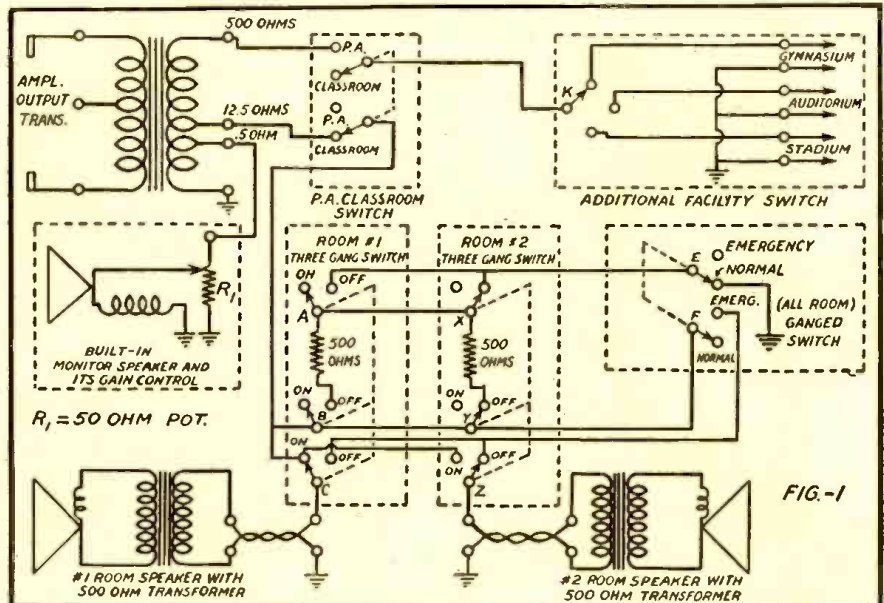 500 OHMS
P.A.
CLASSROOM
AMPL.
OUTPUT
TRANS.
12.5 OHMS
.5 OHM
P.A.
CLASSROOM
P.A. CLASSROOM
SWITCH
K
GYMNASIUM
AUDITORIUM
STADIUM
ADDITIONAL FACILITY SWITCH
R1
BUILT-IN
MONITOR SPEAKER AND
ITS GAIN CONTROL
R1 = 50 OHM POT.
ROOM #1
THREE GANG SWITCH
ON
OFF
A
500
OHMS
ON
OFF
B
ON
OFF
C
ROOM #2
THREE GANG SWITCH
OFF
X
500
OHMS
ON
OFF
Y
ON
OFF
Z
EMERGENCY
E
NORMAL
EMERG.
F
NORMAL
(ALL ROOM)
GANGED
SWITCH
FIG.-1
#1 ROOM SPEAKER WITH
500 OHM TRANSFORMER
#2 ROOM SPEAKER WITH
500 OHM TRANSFORMER